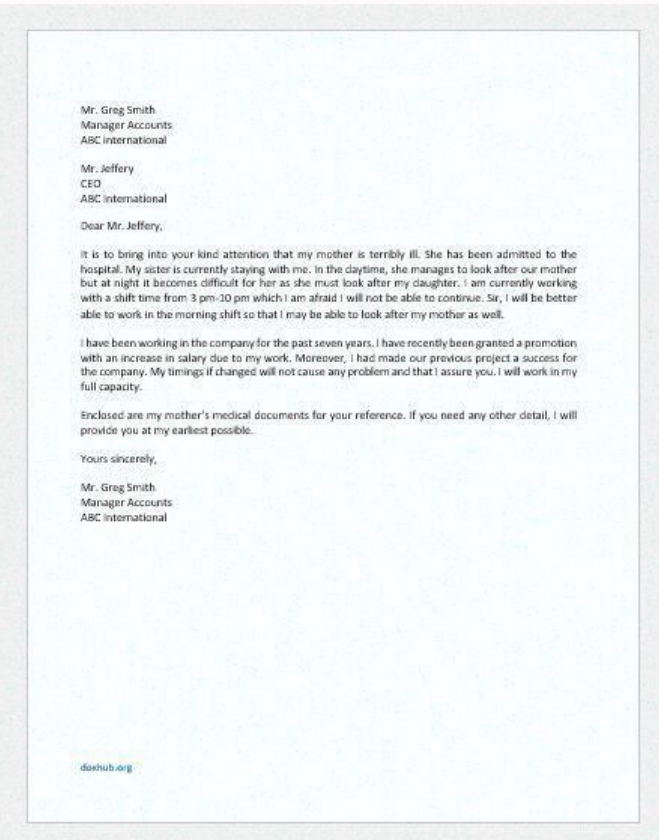 Mr. Greg Smith
Manager Accounts
ABC International
Mr. Jeffery
CEO
ABC International
Dear Mr. Jeffery,
It is to bring into your kind attention that my mother is terribly ill. She has been admitted to the
hospital. My sister is currently staying with me. In the daytime, she manages to look after our mother
but at night it becomes difficult for her as she must look after my daughter. I am currently working
with a shift time from 3 pm-10 pm which I am afraid I will not be able to continue. Sir, I will be better
able to work in the morning shift so that I may be able to look after my mother as well.
I have been working in the company for the past seven years. I have recently been granted a promotion
with an increase in salary due to my work. Moreover, I had made our previous project a success for
the company. My timings if changed will not cause any problem and that I assure you. I will work in my
full capacity.
Enclosed are my mother's medical documents for your reference. If you need any other detail, I will
provide you at my earliest possible.
Yours sincerely,
Mr. Greg Smith
Manager Accounts
ABC International
doxhub.org